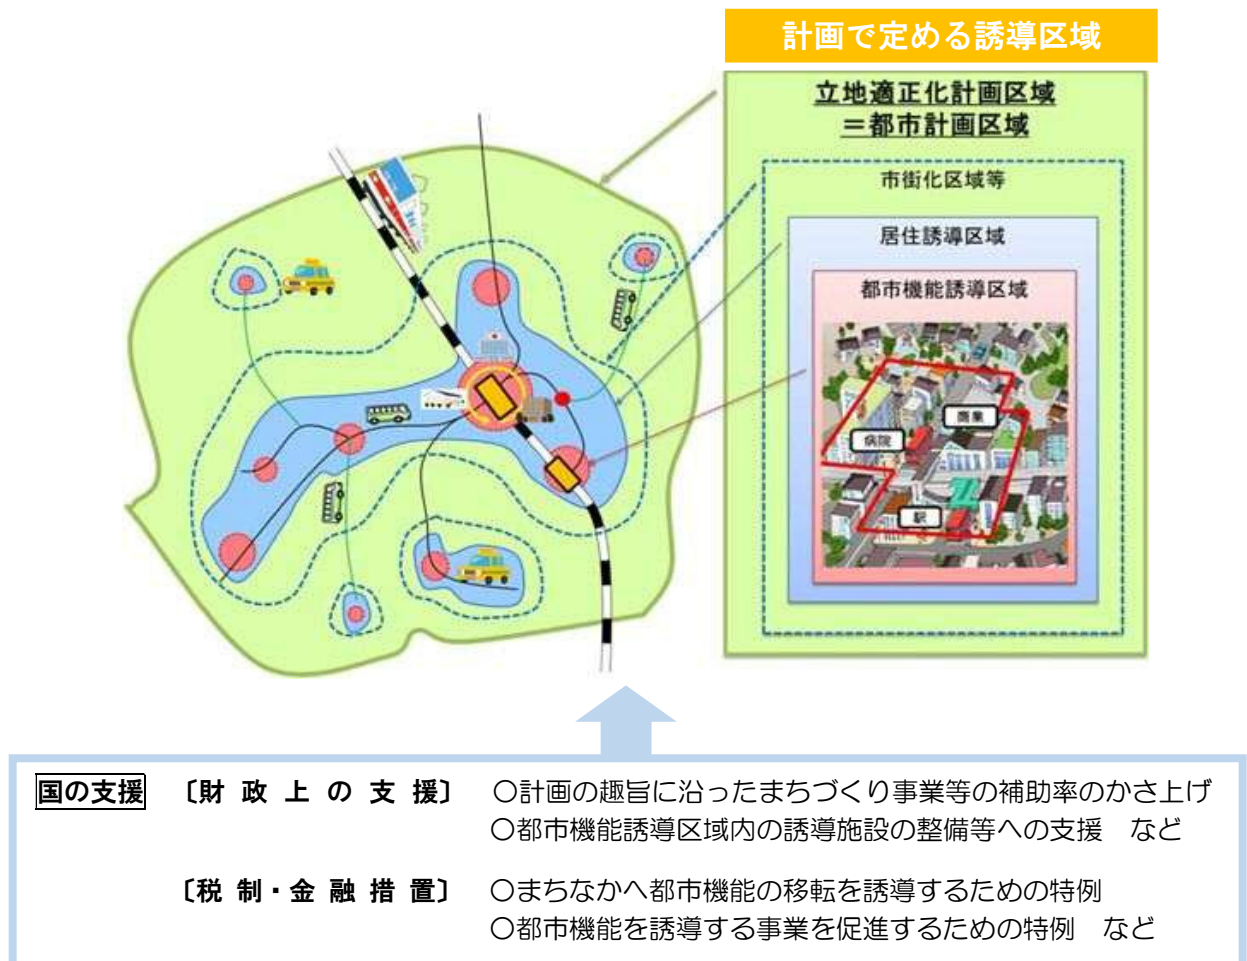 計画で定める誘導区域
立地適正化計画区域
＝都市計画区域
市街化区域等
居住誘導区域
都市機能誘導区域
商業
病院
駅
国の支援 〔財政上の支援〕 〇計画の趣旨に沿ったまちづくり事業等の補助率のかさ上げ
〇都市機能誘導区域内の誘導施設の整備等への支援 など
〔税制・金融措置〕 〇まちなかへ都市機能の移転を誘導するための特例
〇都市機能を誘導する事業を促進するための特例 など